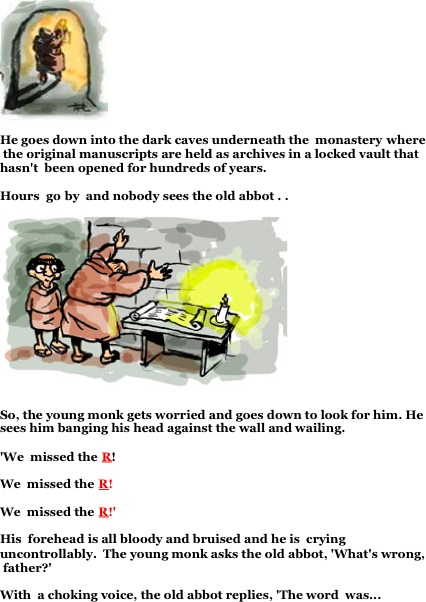 He goes down into the dark caves underneath the monastery where
the original manuscripts are held as archives in a locked vault that
hasn't been opened for hundreds of years.
Hours go by and nobody sees the old abbot . .
So, the young monk gets worried and goes down to look for him. He
sees him banging his head against the wall and wailing.
'We missed the R!
We missed the R!
We missed the R!'
His forehead is all bloody and bruised and he is crying
uncontrollably. The young monk asks the old abbot, 'What's wrong,
father?'
With a choking voice, the old abbot replies, 'The word was...